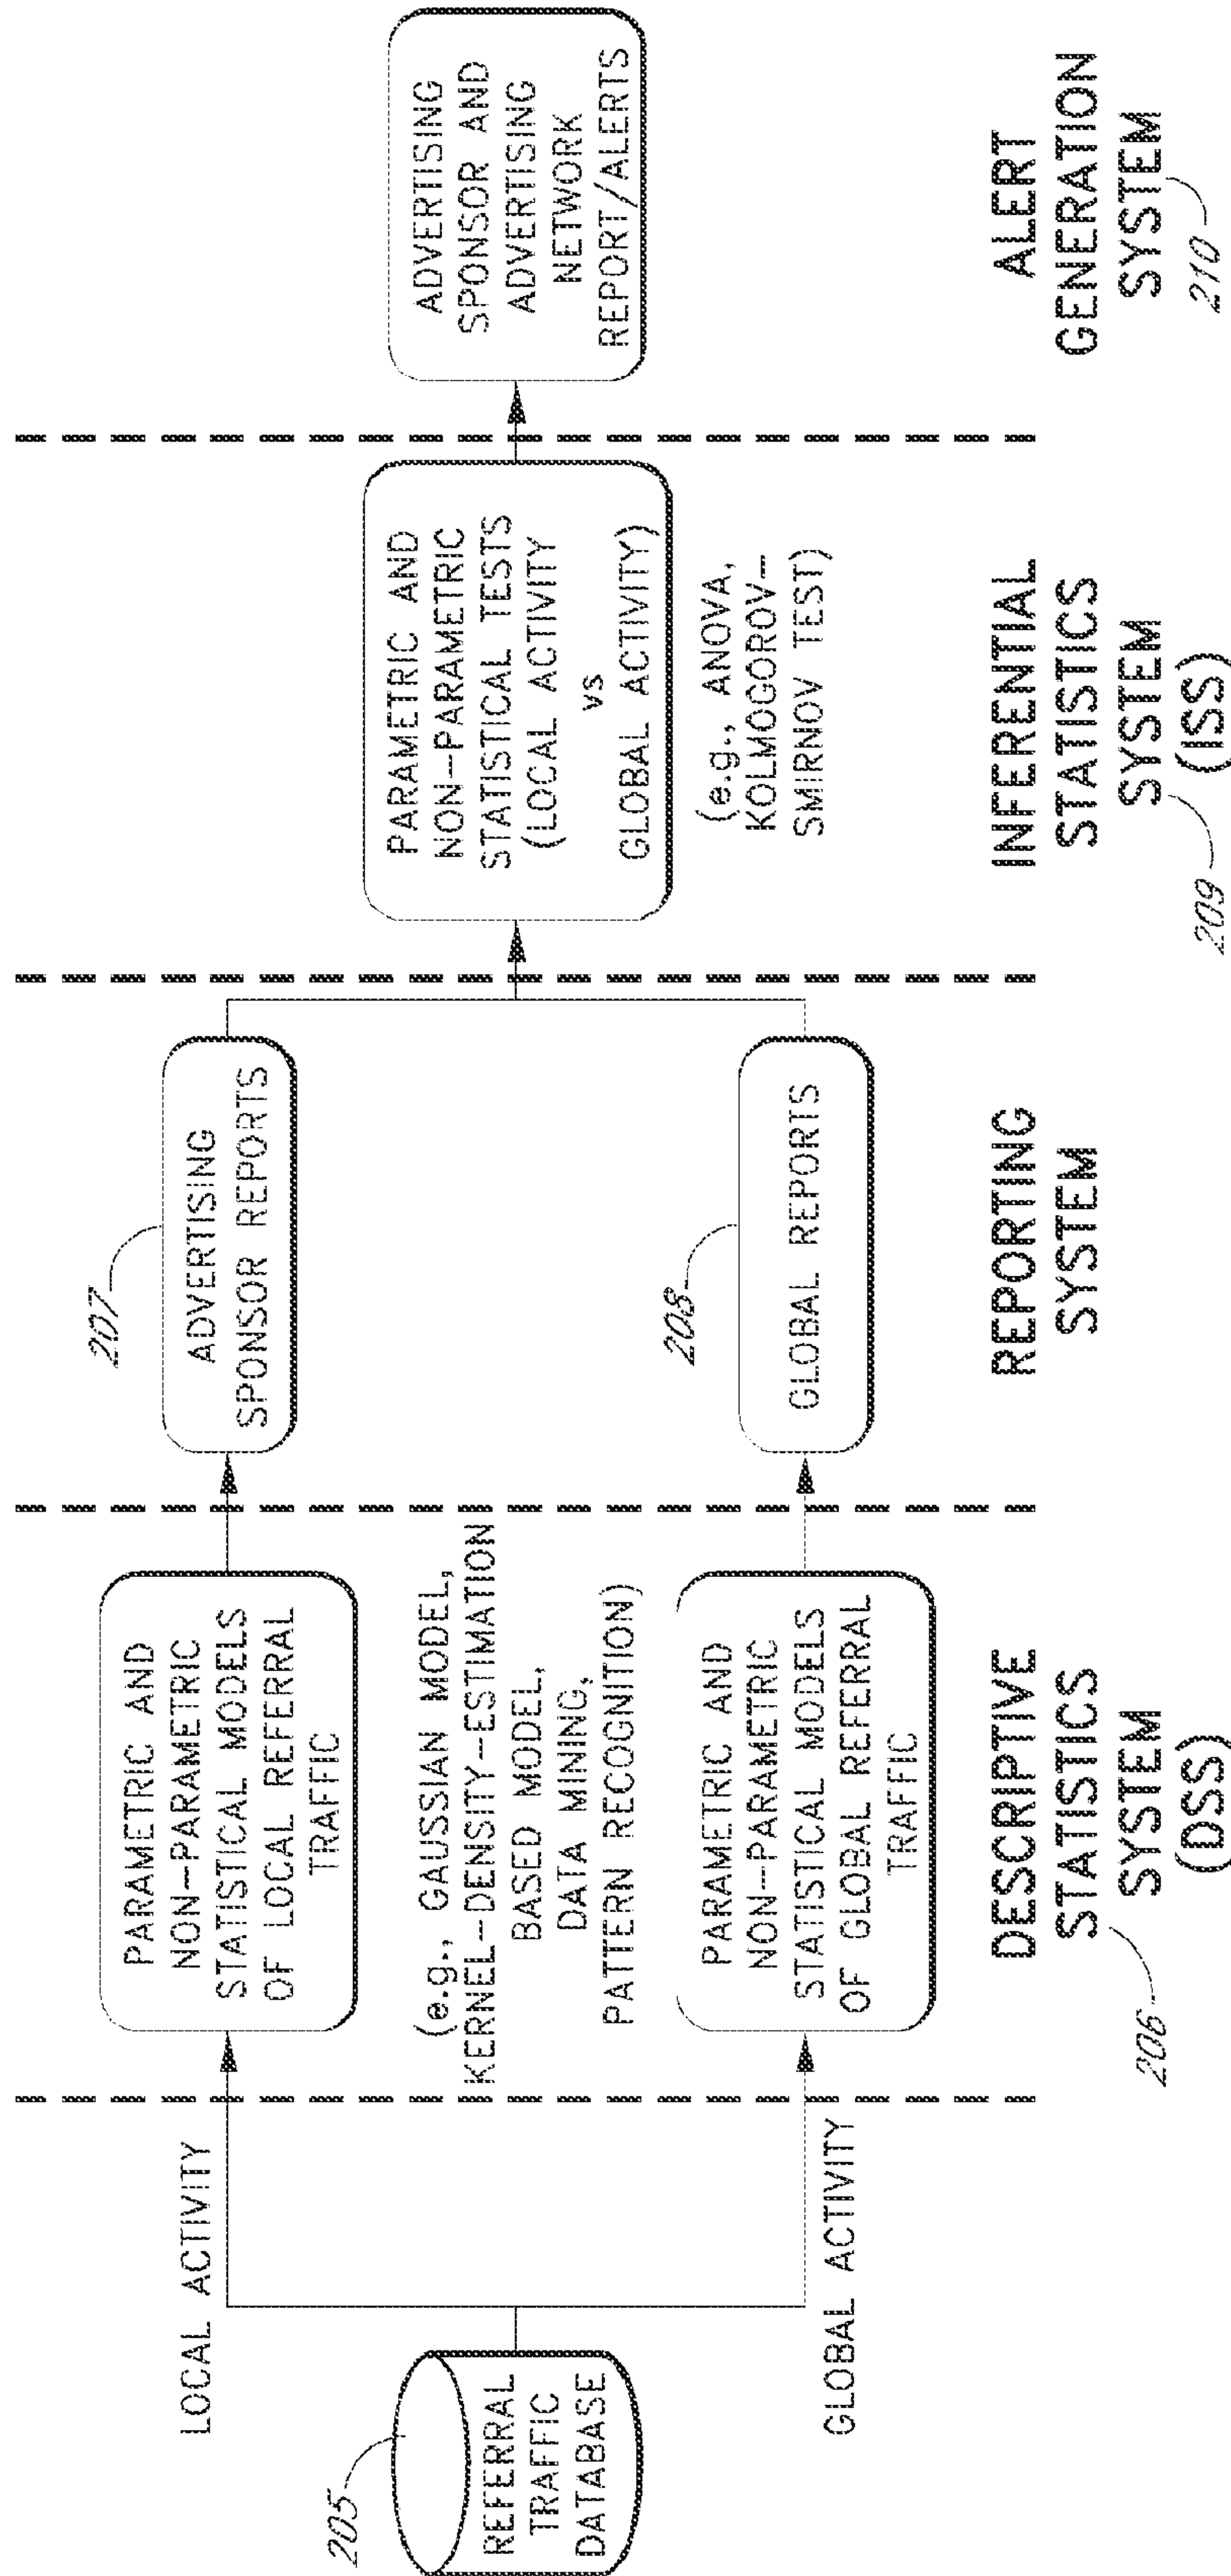 205
REFERRAL
TRAFFIC
DATABASE
LOCAL ACTIVITY
GLOBAL ACTIVITY
PARAMETRIC AND
NON-PARAMETRIC
STATISTICAL MODELS
OF LOCAL REFERRAL
TRAFFIC
(e.g., GAUSSIAN MODEL,
KERNEL-DENSITY-ESTIMATION
BASED MODEL,
DATA MINING,
PATTERN RECOGNITION)
PARAMETRIC AND
NON-PARAMETRIC
STATISTICAL MODELS
OF GLOBAL REFERRAL
TRAFFIC
DESCRIPTIVE
STATISTICS
SYSTEM
(DSS)
206
207
ADVERTISING
SPONSOR REPORTS
208
GLOBAL REPORTS
REPORTING
SYSTEM
PARAMETRIC AND
NON-PARAMETRIC
STATISTICAL TESTS
(LOCAL ACTIVITY
vs
GLOBAL ACTIVITY)
(e.g., ANOVA,
KOLMOGOROV-
SMIRNOV TEST)
INFERENTIAL
STATISTICS
SYSTEM
(ISS)
209
ADVERTISING
SPONSOR AND
ADVERTISING
NETWORK
REPORT/ALERTS
ALERT
GENERATION
SYSTEM
210